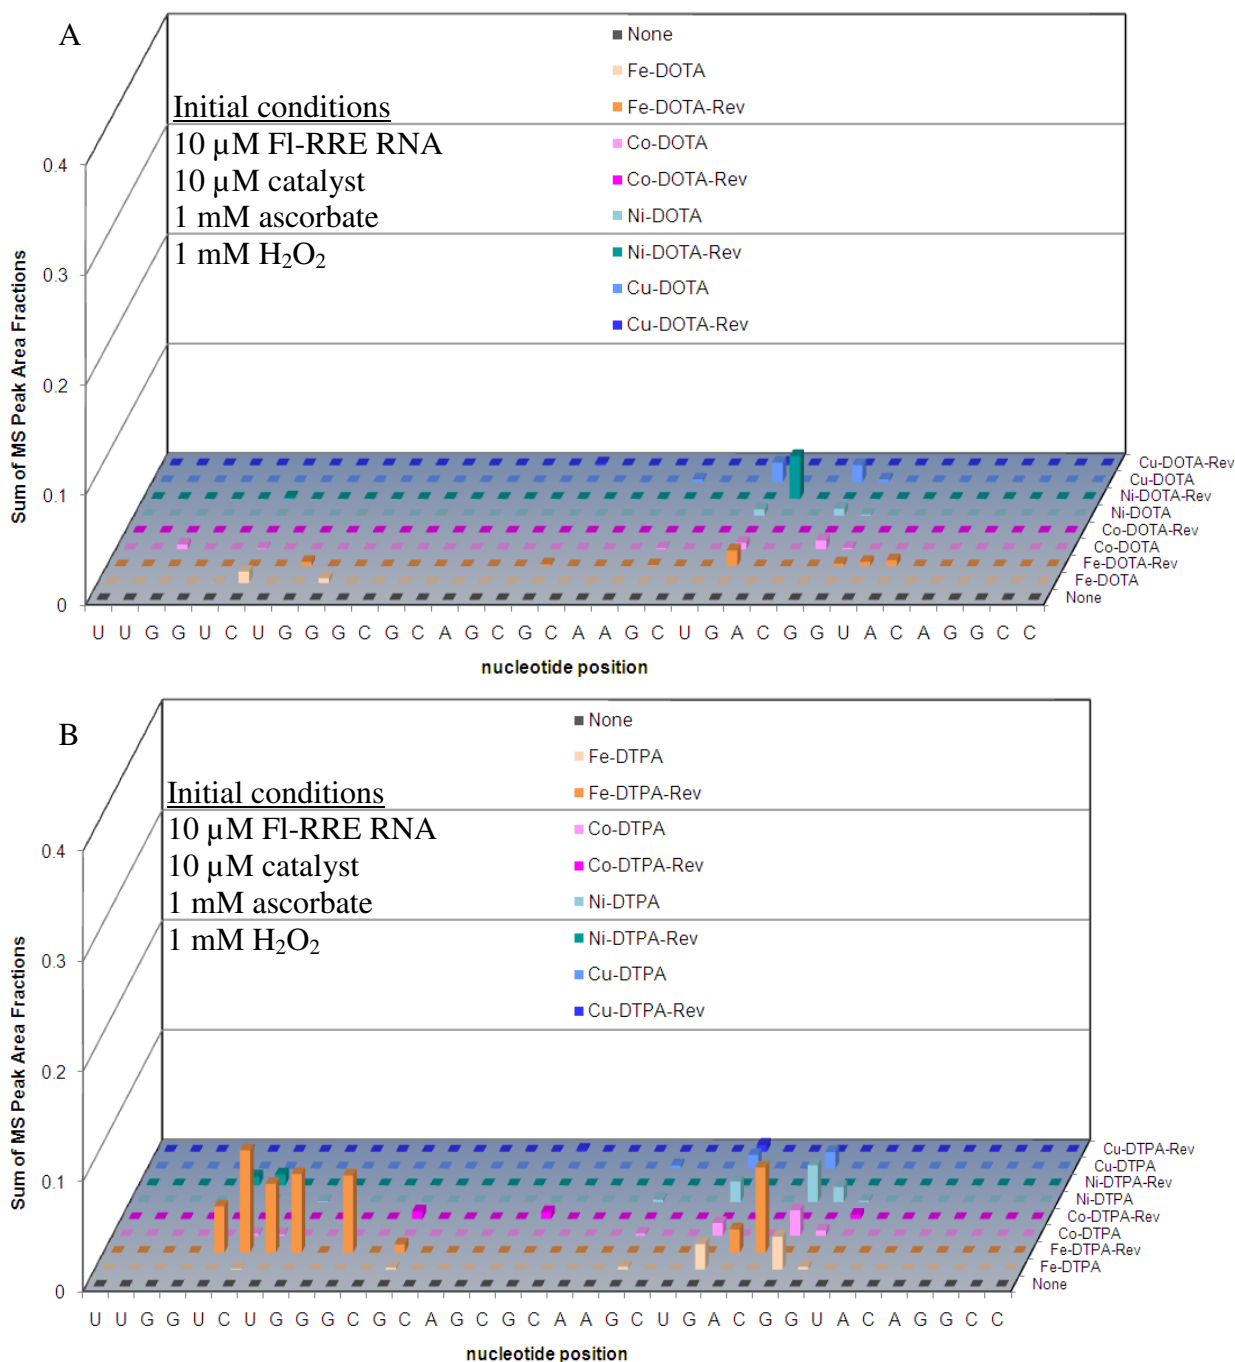 A
None
Fe-DOTA
Fe-DOTA-Rev
Co-DOTA
Co-DOTA-Rev
Ni-DOTA
Ni-DOTA-Rev
Cu-DOTA
Cu-DOTA-Rev
Initial conditions
10 µM Fl-RRE RNA
10 µM catalyst
1 mM ascorbate
1 mM H₂O₂
Sum of MS Peak Area Fractions
0.4
0.3
0.2
0.1
0
Cu-DOTA-Rev
Cu-DOTA
Ni-DOTA-Rev
Ni-DOTA
Co-DOTA-Rev
Co-DOTA
Fe-DOTA-Rev
Fe-DOTA
None
U U G G U C U G G G C G C A G C G C A A G C U G A C G G U A C A G G C C
nucleotide position
B
None
Fe-DTPA
Fe-DTPA-Rev
Co-DTPA
Co-DTPA-Rev
Ni-DTPA
Ni-DTPA-Rev
Cu-DTPA
Cu-DTPA-Rev
Initial conditions
10 µM Fl-RRE RNA
10 µM catalyst
1 mM ascorbate
1 mM H₂O₂
Sum of MS Peak Area Fractions
0.4
0.3
0.2
0.1
0
Cu-DTPA-Rev
Cu-DTPA
Ni-DTPA-Rev
Ni-DTPA
Co-DTPA-Rev
Co-DTPA
Fe-DTPA-Rev
Fe-DTPA
None
U U G G U C U G G G C G C A G C G C A A G C U G A C G G U A C A G G C C
nucleotide position